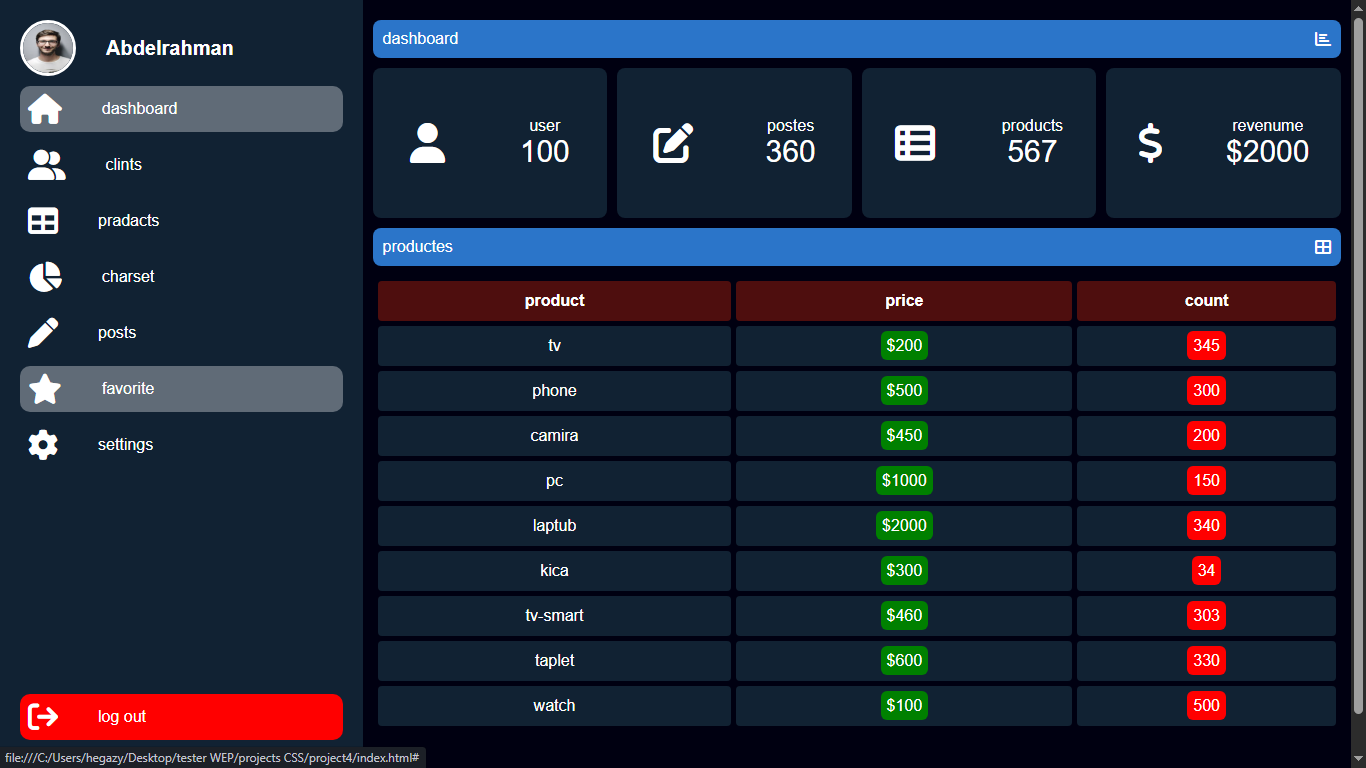 Abdelrahman
dashboard
clints
pradacts
charset
posts
favorite
settings
log out
dashboard
user
100
postes
360
products
567
revenume
$2000
productes
product price count
tv $200 345
phone $500 300
camira $450 200
pc $1000 150
laptub $2000 340
kica $300 34
tv-smart $460 303
taplet $600 330
watch $100 500
file:///C:/Users/hegazy/Desktop/tester WEP/projects CSS/project4/index.html#